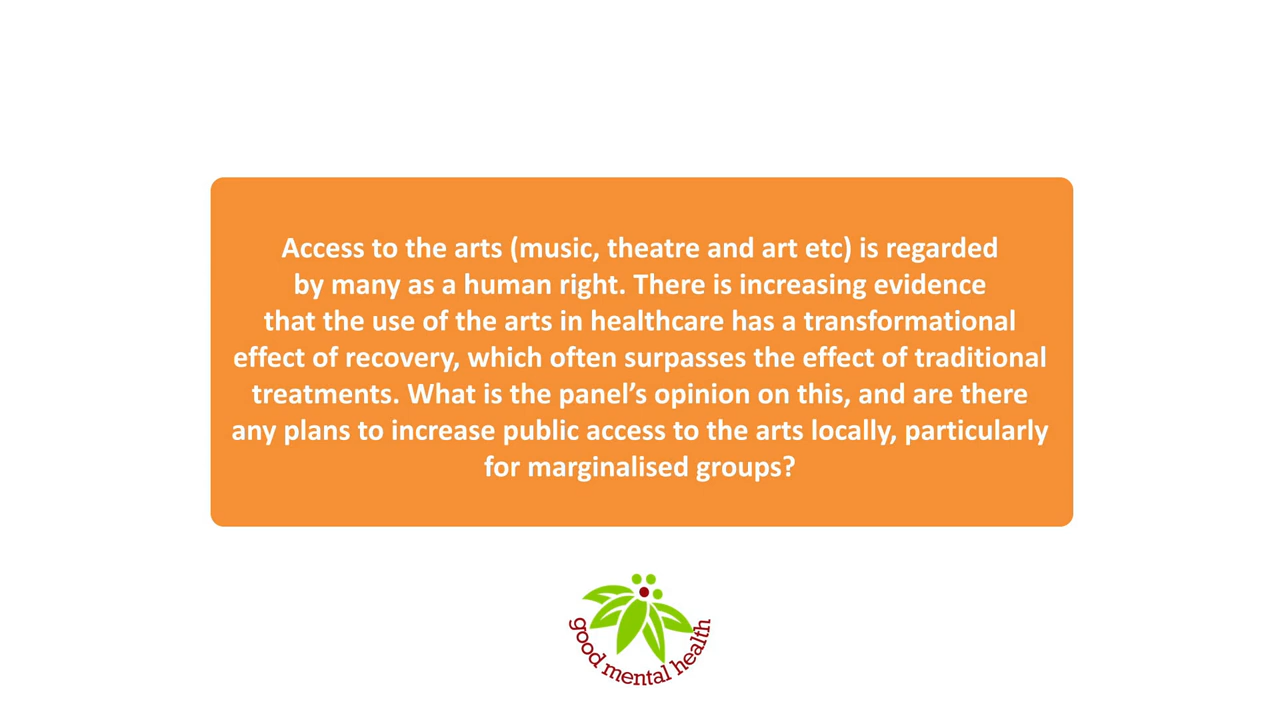 Access to the arts (music, theatre and art etc) is regarded
by many as a human right. There is increasing evidence
that the use of the arts in healthcare has a transformational
effect of recovery, which often surpasses the effect of traditional
treatments. What is the panel’s opinion on this, and are there
any plans to increase public access to the arts locally, particularly
for marginalised groups?
good mental health